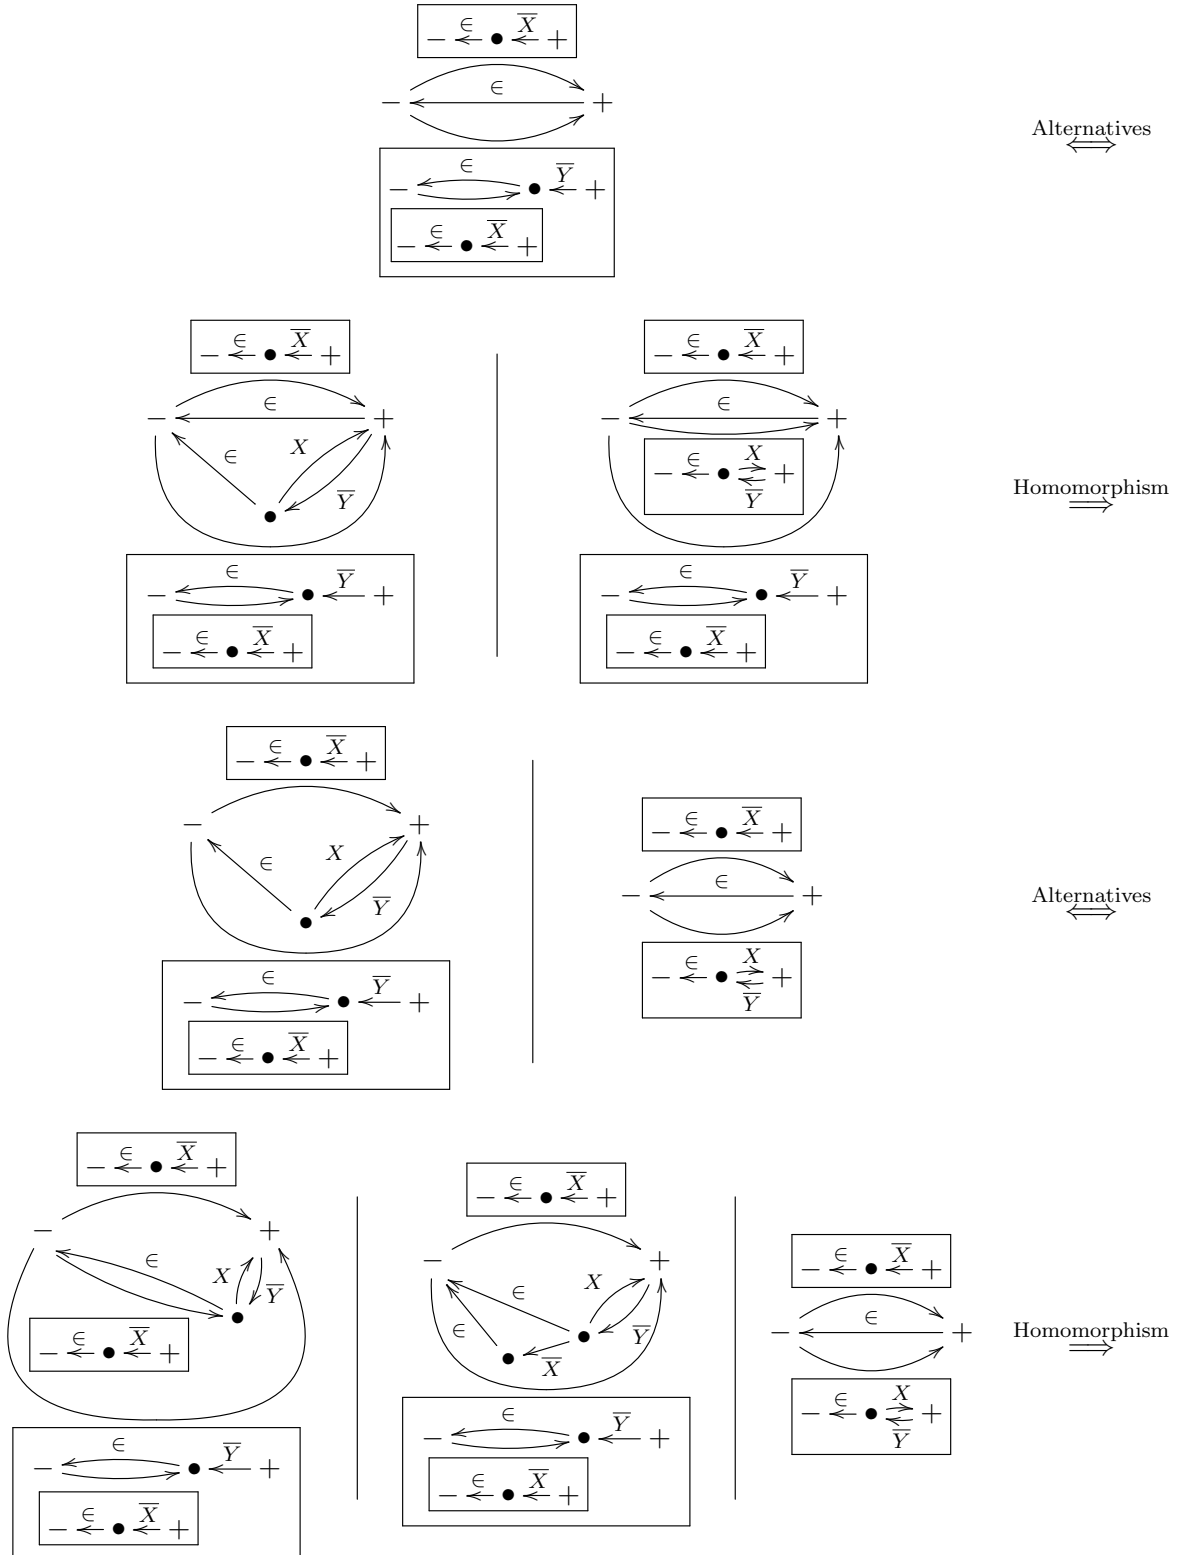 − ∈ • X̅ +
− ∈ +
Alternatives
⟺
− ∈ • Y̅ +
− ∈ • X̅ +
− ∈ • X̅ +
− ∈ • X̅ +
− ∈ +
− ∈ +
∈ X Y̅ •
− ∈ • X Y̅ +
Homomorphism
⟹
− ∈ • Y̅ +
− ∈ • Y̅ +
− ∈ • X̅ +
− ∈ • X̅ +
− ∈ • X̅ +
− +
− ∈ • X̅ +
∈ X Y̅ •
− ∈ +
Alternatives
⟺
− ∈ • X Y̅ +
− ∈ • Y̅ +
− ∈ • X̅ +
− ∈ • X̅ +
− ∈ • X̅ +
− +
− +
− ∈ • X̅ +
∈ X Y̅ •
∈ X ∈ Y̅ • X̅ •
− ∈ +
Homomorphism
⟹
− ∈ • X̅ +
− ∈ • X Y̅ +
− ∈ • Y̅ +
− ∈ • Y̅ +
− ∈ • X̅ +
− ∈ • X̅ +